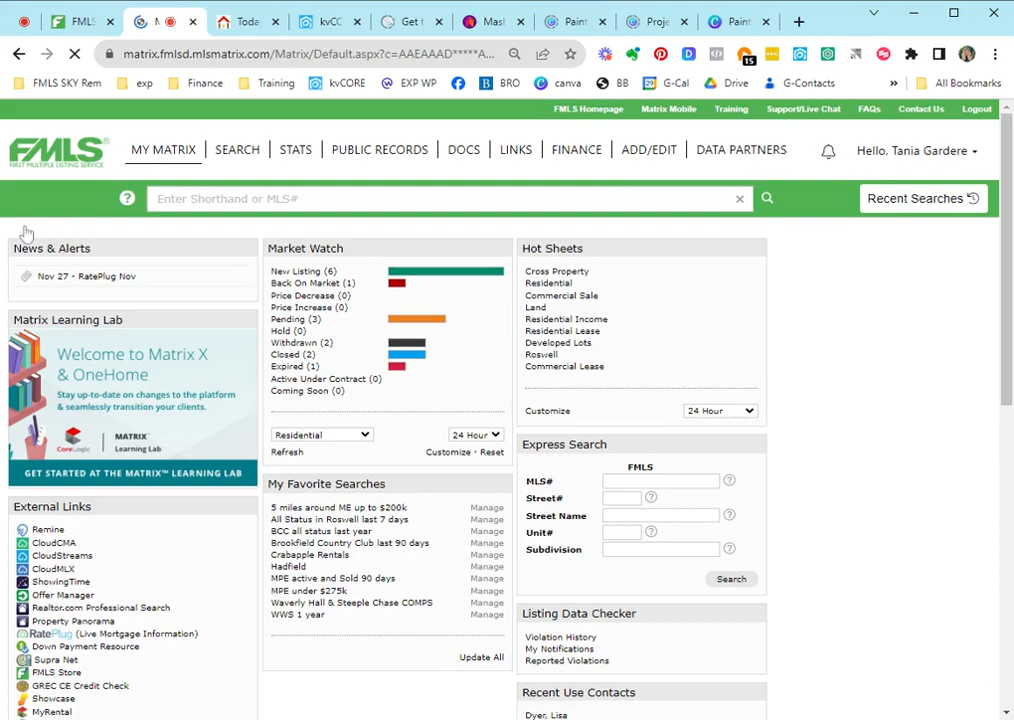 FMLS
M
Toda
kvCC
Get t
Mash
Paint
Proje
Paint
matrix.fmlsd.mlsmatrix.com/Matrix/Default.aspx?c=AAEAAAD*****A...
15
FMLS SKY Rem
exp
Finance
Training
kvCORE
EXP WP
BRO
canva
BB
G-Cal
Drive
G-Contacts
»
All Bookmarks
FMLS Homepage
Matrix Mobile
Training
Support/Live Chat
FAQs
Contact Us
Logout
FMLS®
FIRST MULTIPLE LISTING SERVICE
MY MATRIX
SEARCH
STATS
PUBLIC RECORDS
DOCS
LINKS
FINANCE
ADD/EDIT
DATA PARTNERS
Hello, Tania Gardere
Enter Shorthand or MLS#
Recent Searches
News & Alerts
Nov 27 - RatePlug Nov
Matrix Learning Lab
Welcome to Matrix X
& OneHome
Stay up-to-date on changes to the platform
& seamlessly transition your clients.
CoreLogic
MATRIX™
Learning Lab
GET STARTED AT THE MATRIX™ LEARNING LAB
External Links
Remine
CloudCMA
CloudStreams
CloudMLX
ShowingTime
Offer Manager
Realtor.com Professional Search
Property Panorama
RatePlug (Live Mortgage Information)
Down Payment Resource
Supra Net
FMLS Store
GREC CE Credit Check
Showcase
MyRental
Market Watch
New Listing (6)
Back On Market (1)
Price Decrease (0)
Price Increase (0)
Pending (3)
Hold (0)
Withdrawn (2)
Closed (2)
Expired (1)
Active Under Contract (0)
Coming Soon (0)
Residential
24 Hour
Refresh
Customize · Reset
My Favorite Searches
5 miles around ME up to $200k Manage
All Status in Roswell last 7 days Manage
BCC all status last year Manage
Brookfield Country Club last 90 days Manage
Crabapple Rentals Manage
Hadfield Manage
MPE active and Sold 90 days Manage
MPE under $275k Manage
Waverly Hall & Steeple Chase COMPS Manage
WWS 1 year Manage
Update All
Hot Sheets
Cross Property
Residential
Commercial Sale
Land
Residential Income
Residential Lease
Developed Lots
Roswell
Commercial Lease
Customize
24 Hour
Express Search
FMLS
MLS#
Street#
Street Name
Unit#
Subdivision
Search
Listing Data Checker
Violation History
My Notifications
Reported Violations
Recent Use Contacts
Dyer, Lisa